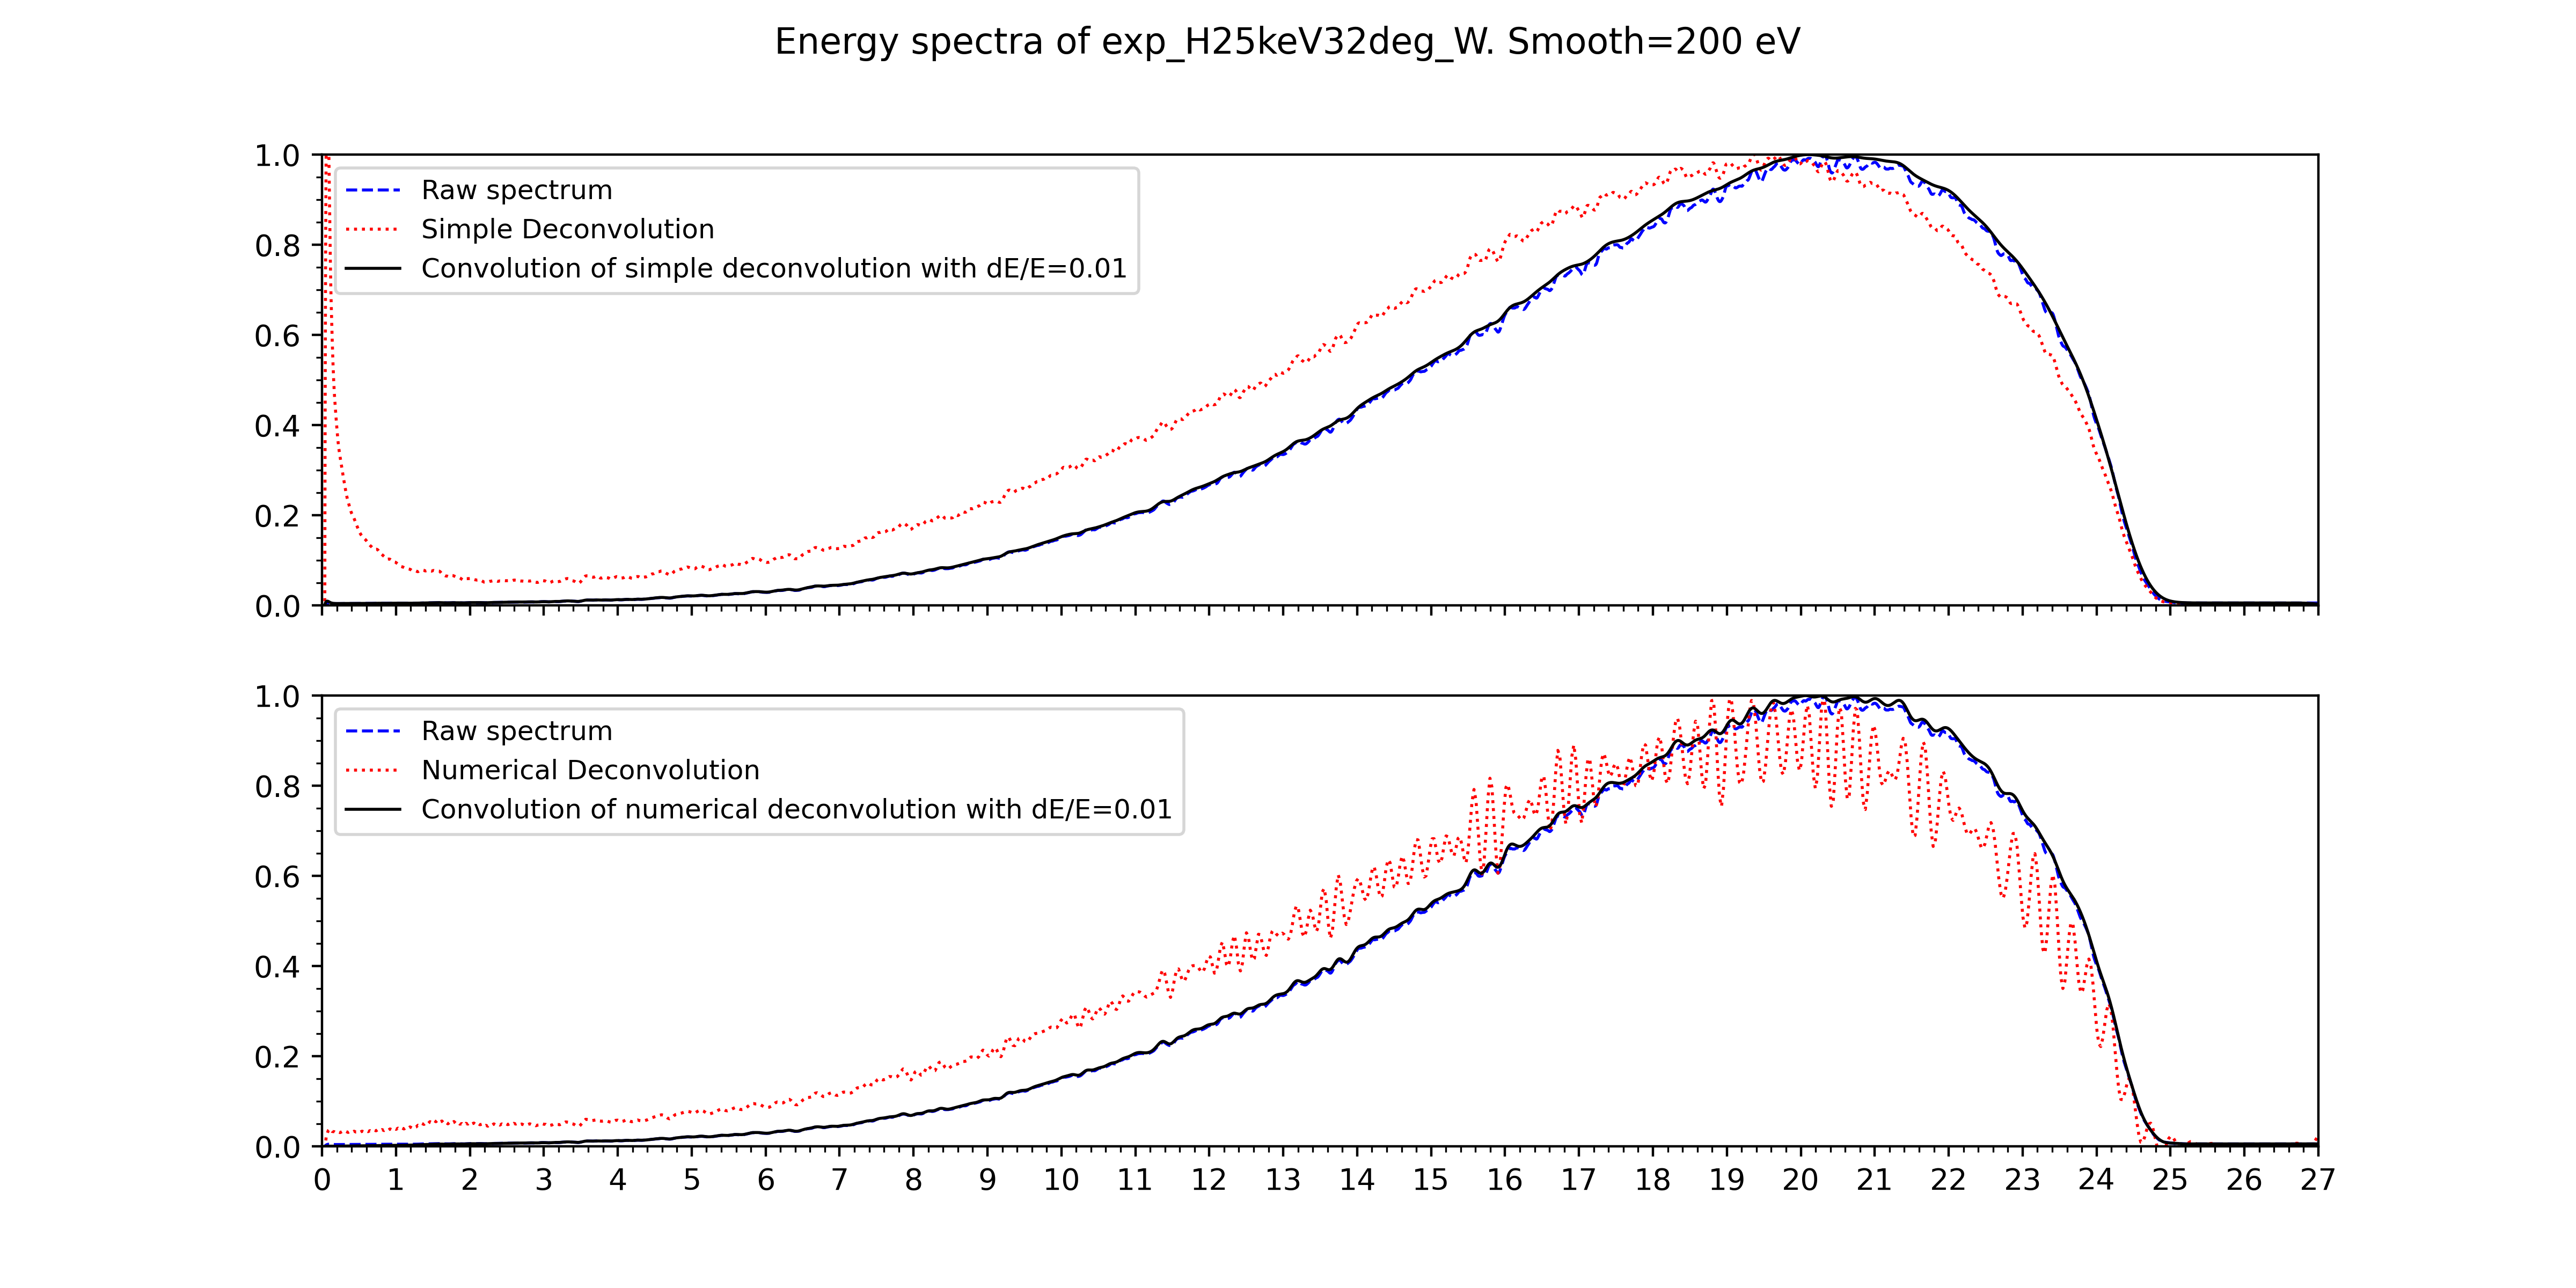 Energy spectra of exp_H25keV32deg_W. Smooth=200 eV
1.0
0.8
0.6
0.4
0.2
0.0
Raw spectrum
Simple Deconvolution
Convolution of simple deconvolution with dE/E=0.01
1.0
0.8
0.6
0.4
0.2
0.0
Raw spectrum
Numerical Deconvolution
Convolution of numerical deconvolution with dE/E=0.01
0 1 2 3 4 5 6 7 8 9 10 11 12 13 14 15 16 17 18 19 20 21 22 23 24 25 26 27